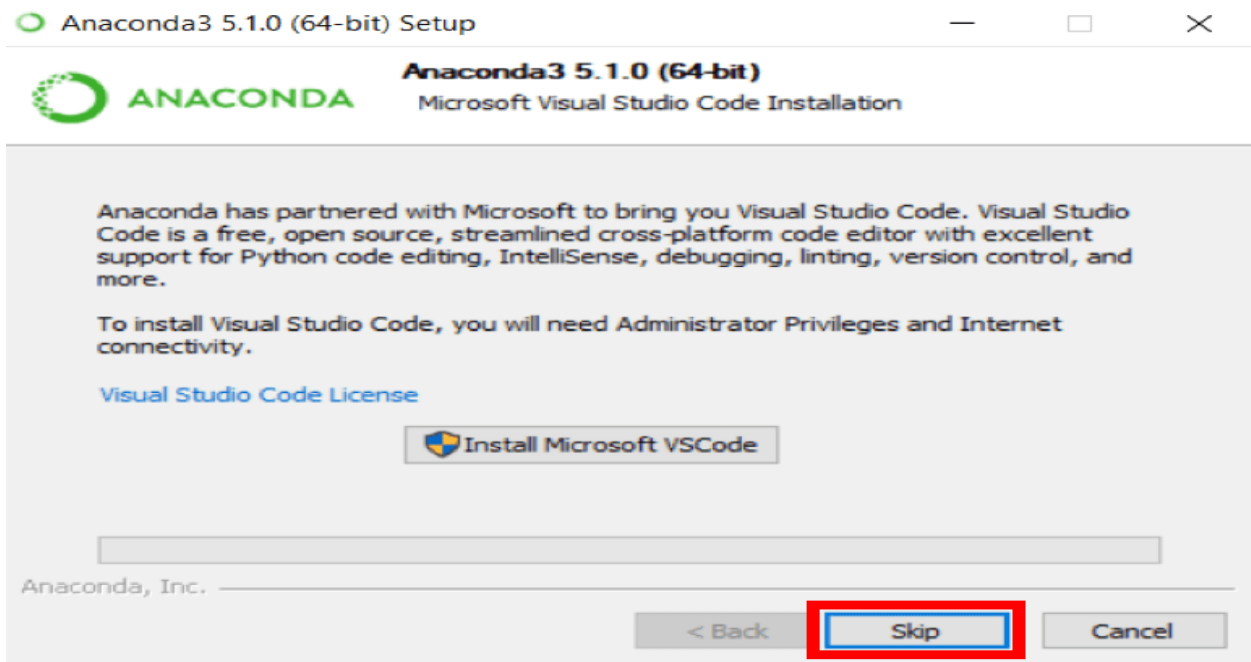 Anaconda3 5.1.0 (64-bit) Setup
ANACONDA
Anaconda3 5.1.0 (64-bit)
Microsoft Visual Studio Code Installation
Anaconda has partnered with Microsoft to bring you Visual Studio Code. Visual Studio
Code is a free, open source, streamlined cross-platform code editor with excellent
support for Python code editing, IntelliSense, debugging, linting, version control, and
more.
To install Visual Studio Code, you will need Administrator Privileges and Internet
connectivity.
Visual Studio Code License
Install Microsoft VSCode
Anaconda, Inc.
< Back
Skip
Cancel